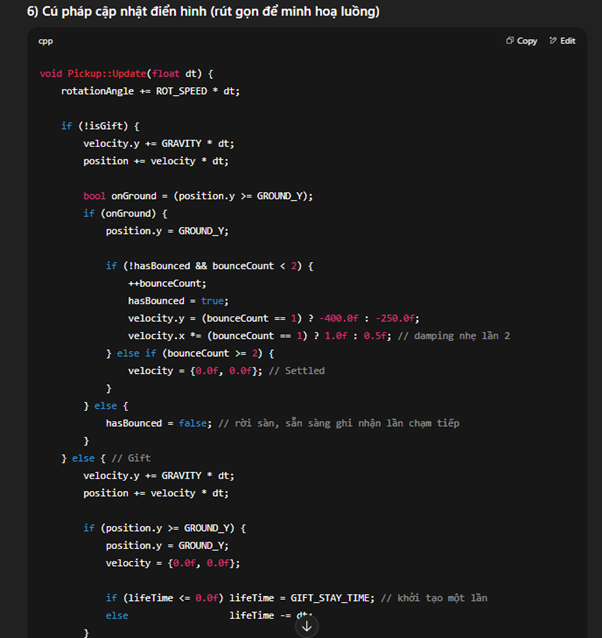 6) Cú pháp cập nhật điển hình (rút gọn để minh hoạ luồng)
cpp
Copy
Edit
void Pickup::Update(float dt) {
    rotationAngle += ROT_SPEED * dt;

    if (!isGift) {
        velocity.y += GRAVITY * dt;
        position += velocity * dt;

        bool onGround = (position.y >= GROUND_Y);
        if (onGround) {
            position.y = GROUND_Y;

            if (!hasBounced && bounceCount < 2) {
                ++bounceCount;
                hasBounced = true;
                velocity.y = (bounceCount == 1) ? -400.0f : -250.0f;
                velocity.x *= (bounceCount == 1) ? 1.0f : 0.5f; // damping nhẹ lần 2
            } else if (bounceCount >= 2) {
                velocity = {0.0f, 0.0f}; // Settled
            }
        } else {
            hasBounced = false; // rời sàn, sẵn sàng ghi nhận lần chạm tiếp
        }
    } else { // Gift
        velocity.y += GRAVITY * dt;
        position += velocity * dt;

        if (position.y >= GROUND_Y) {
            position.y = GROUND_Y;
            velocity = {0.0f, 0.0f};

            if (lifeTime <= 0.0f) lifeTime = GIFT_STAY_TIME; // khởi tạo một lần
            else                  lifeTime -= dt;
        }